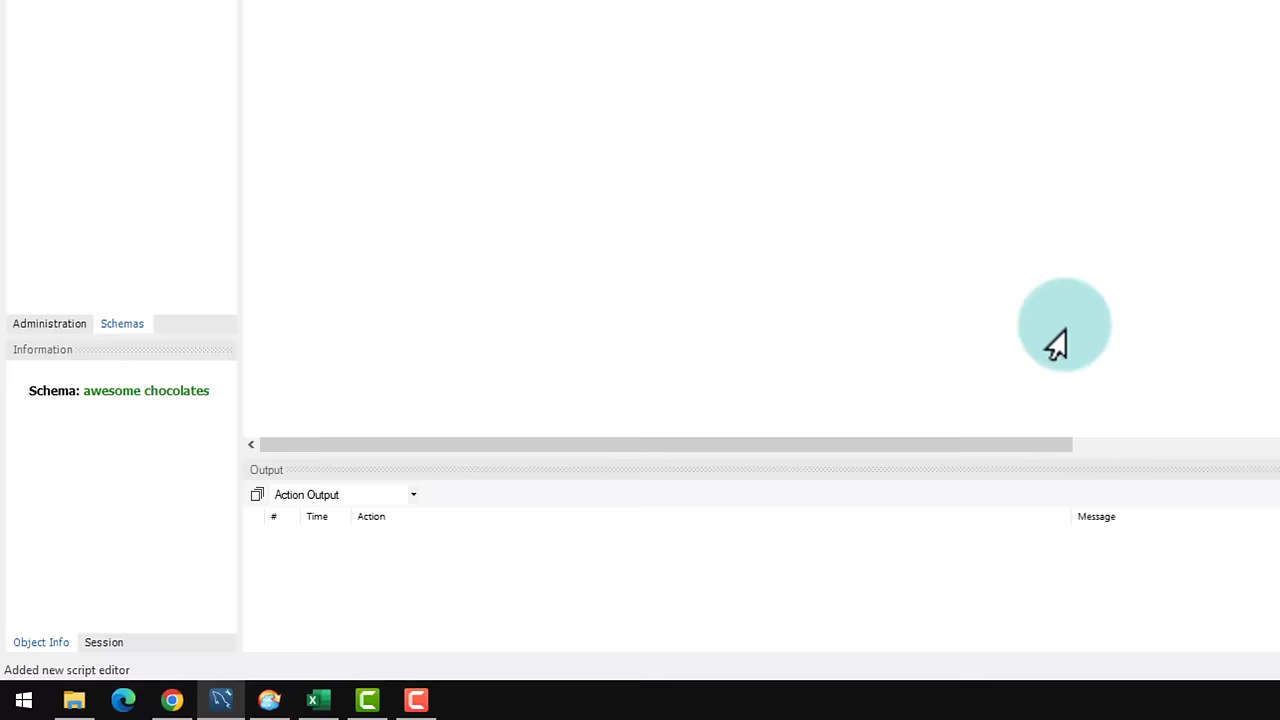 Administration Schemas
Information
Schema: awesome chocolates
Output
Action Output
# Time Action Message
Object Info Session
Added new script editor